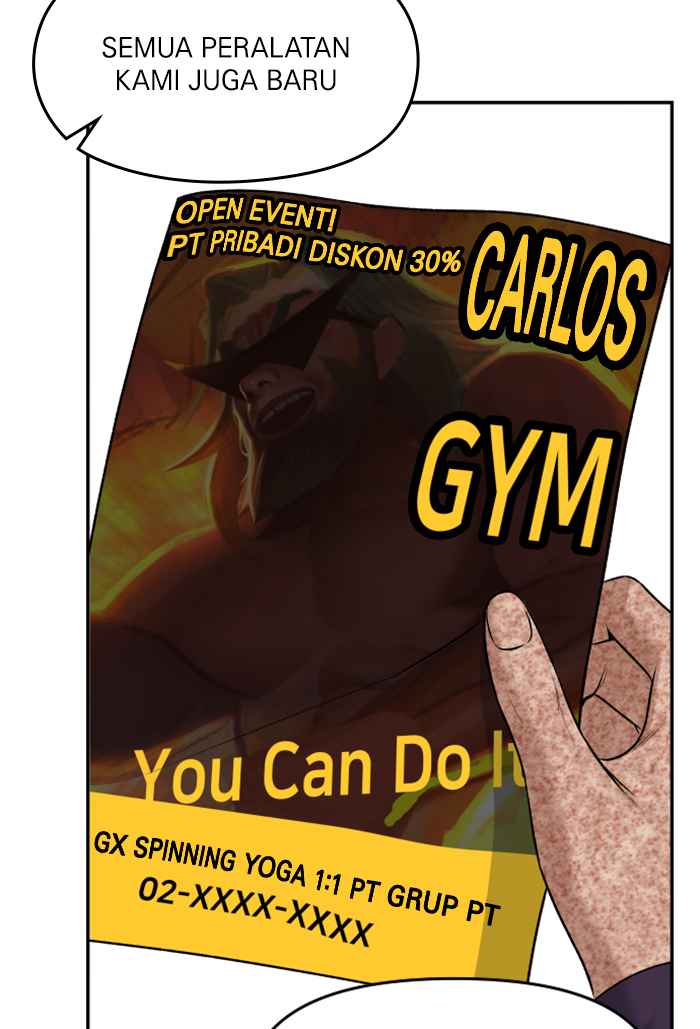 SEMUA PERALATAN
KAMI JUGA BARU
OPEN EVENT!
PT PRIBADI DISKON 30%
CARLOS
GYM
You Can Do It
GX SPINNING YOGA 1:1 PT GRUP PT
02-XXXX-XXXX